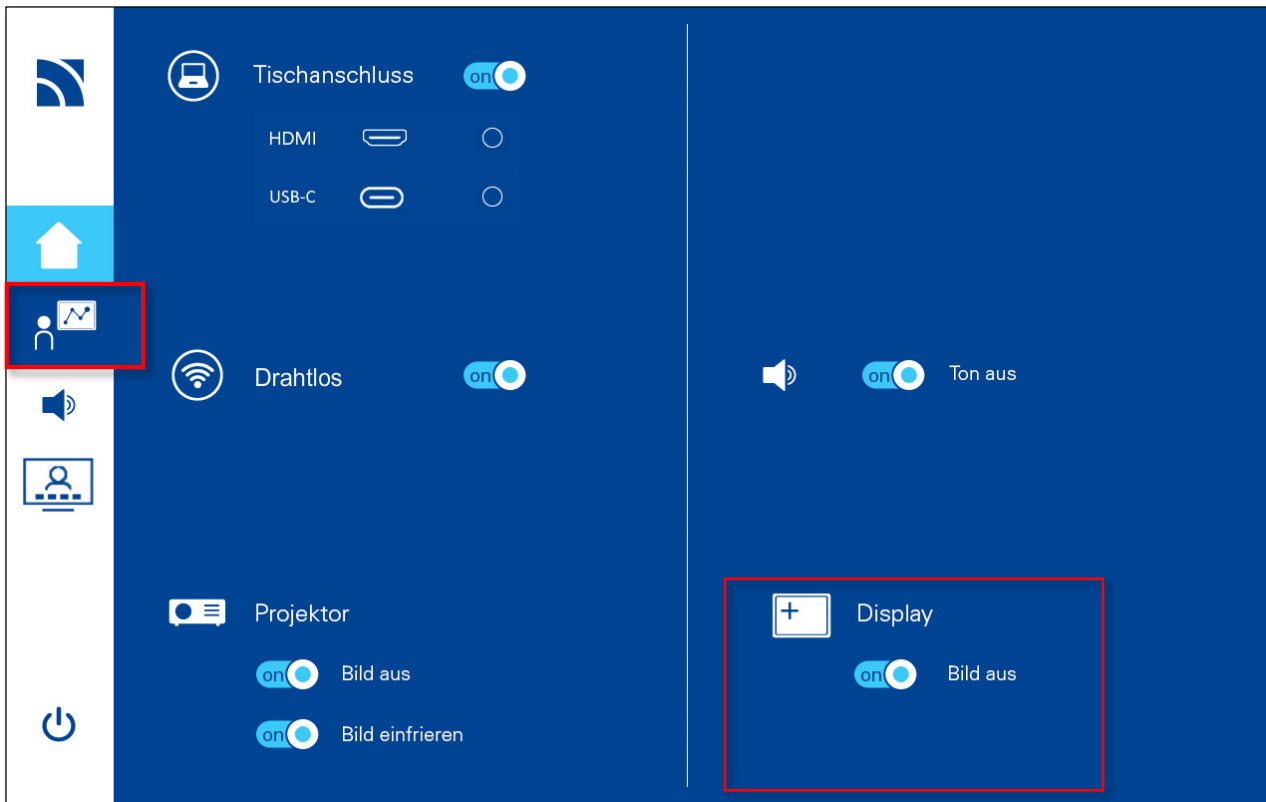 Tischanschluss on
HDMI
USB-C
Drahtlos on
on Ton aus
Projektor
on Bild aus
on Bild einfrieren
Display
on Bild aus